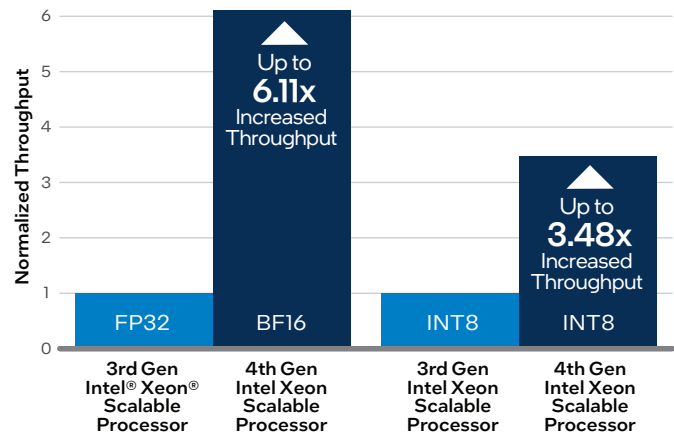 Normalized Throughput
6
5
4
3
2
1
0
Up to
6.11x
Increased
Throughput
Up to
3.48x
Increased
Throughput
FP32
BF16
INT8
INT8
3rd Gen
Intel® Xeon®
Scalable
Processor
4th Gen
Intel Xeon
Scalable
Processor
3rd Gen
Intel Xeon
Scalable
Processor
4th Gen
Intel Xeon
Scalable
Processor